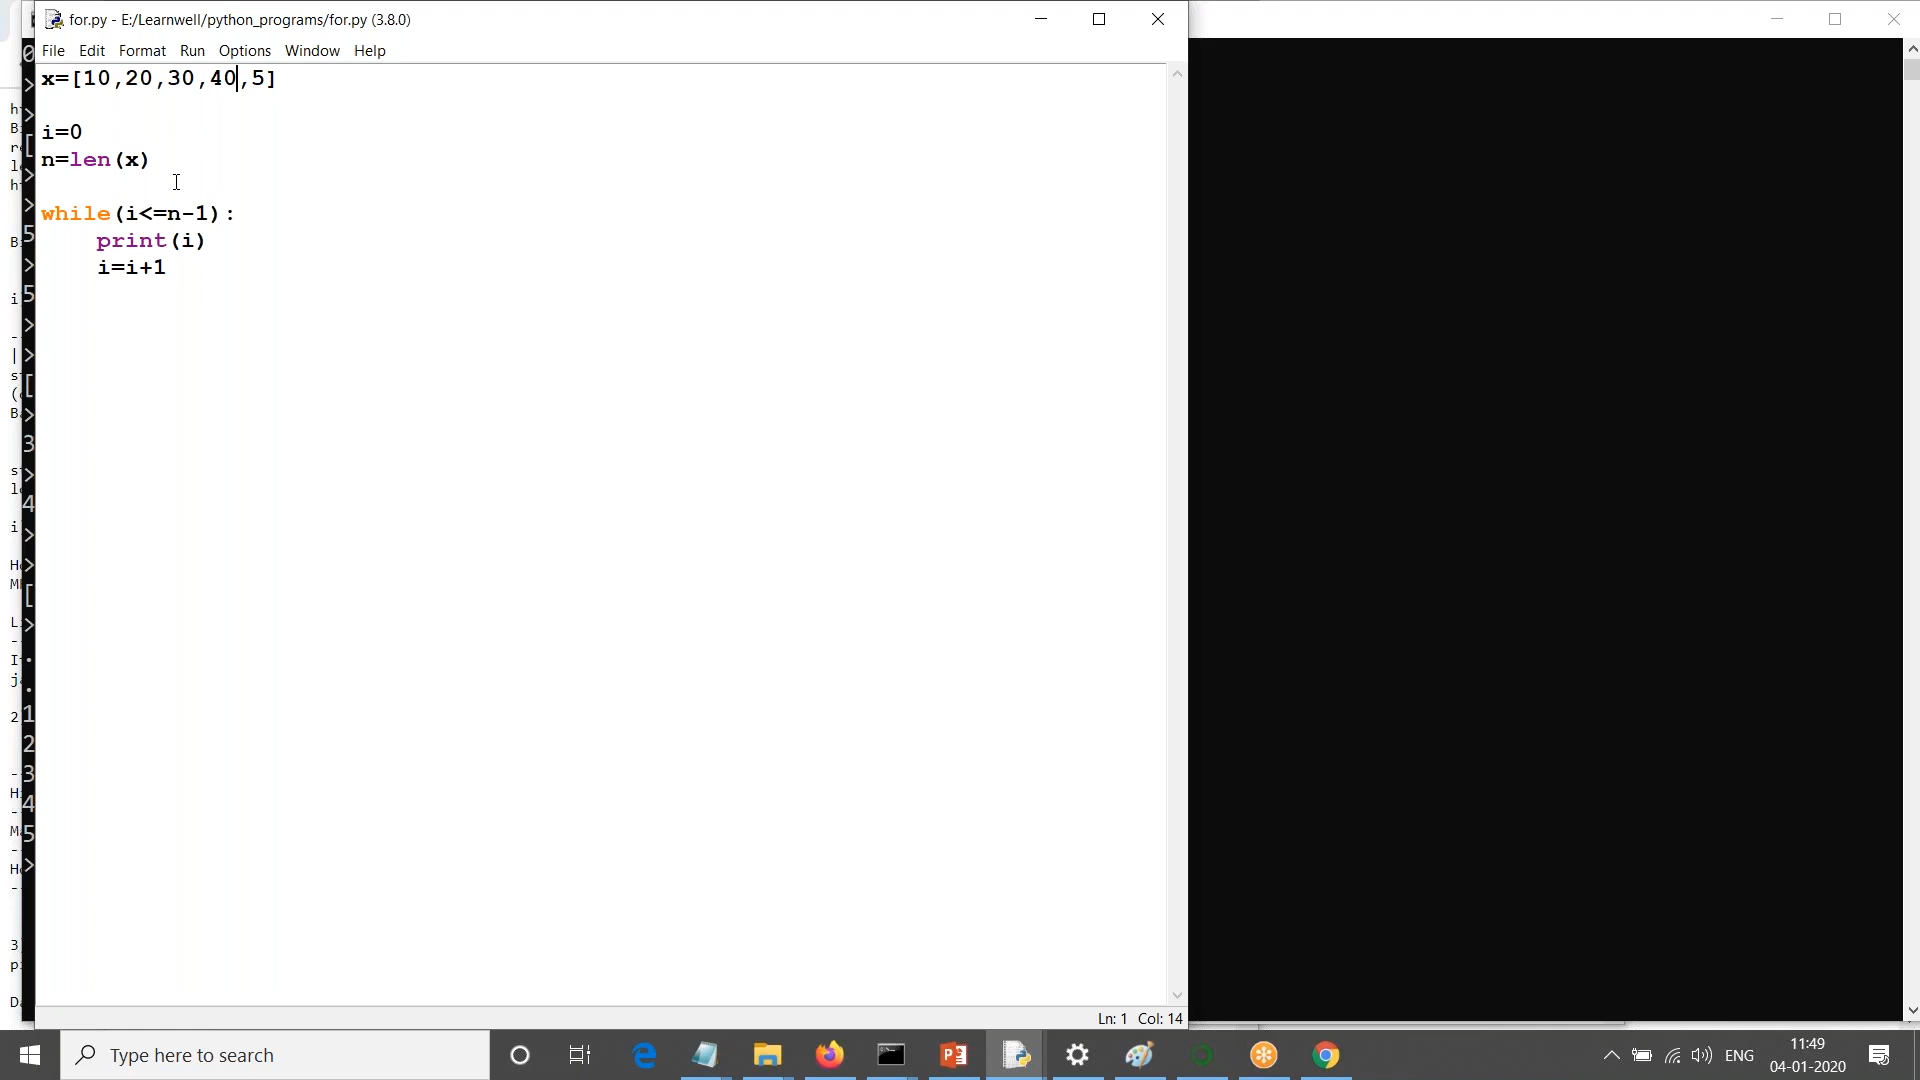 for.py - E:/Learnwell/python_programs/for.py (3.8.0)
File Edit Format Run Options Window Help
x=[10,20,30,40,5]
i=0
n=len(x)
while(i<=n-1):
print(i)
i=i+1
Ln: 1 Col: 14
Type here to search
ENG
11:49
04-01-2020